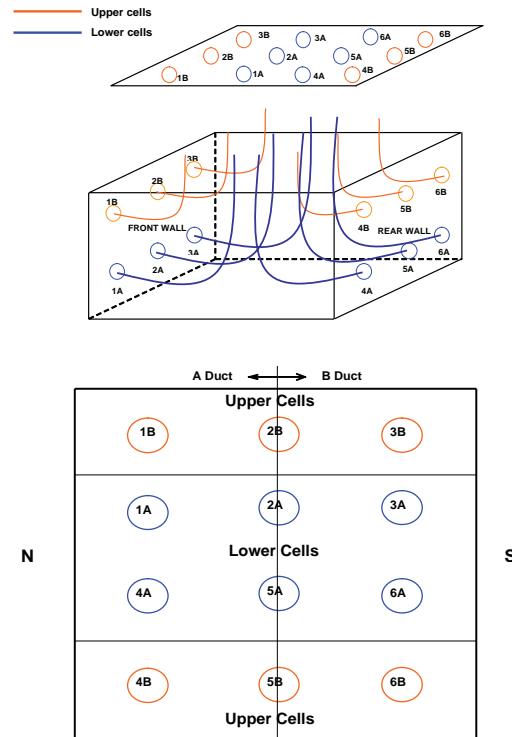 Upper cells
Lower cells
3B 3A 6A 6B
2B 2A 5A 5B
1B 1A 4A 4B
3B
2B 6B
1B 5B
4B
FRONT WALL REAR WALL
3A 6A
2A 5A
1A 4A
A Duct B Duct
Upper Cells
1B 2B 3B
1A 2A 3A
N Lower Cells S
4A 5A 6A
4B 5B 6B
Upper Cells